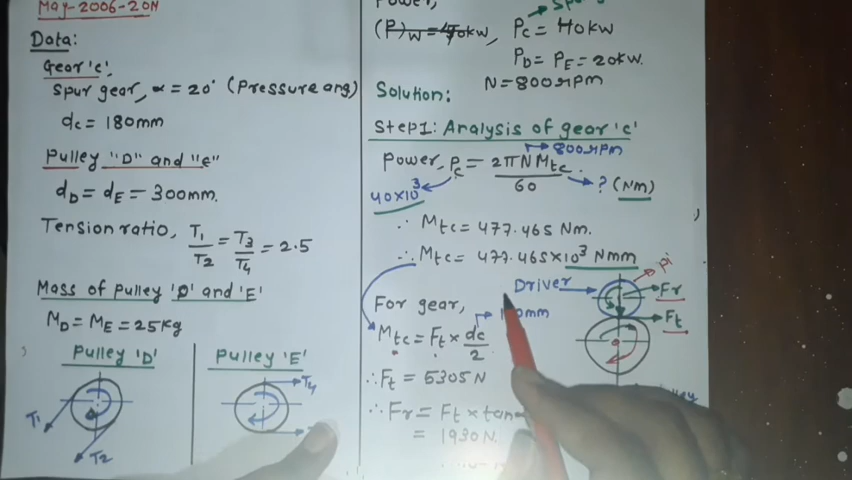 May-2006-20M
Data:
Gear 'c'.
Spur gear, α = 20° (Pressure ang)
dc = 180mm
Pulley "D" and "E"
dD = dE = 300mm.
Tension ratio, T1/T2 = T3/T4 = 2.5
Mass of Pulley 'D' and 'E'
MD = ME = 25kg
Pulley 'D'
Pulley 'E'
T1
T2
T4
Power,
(P)W = 40kW, Pc = 40kW
PD = PE = 20kW.
N = 800rpm
Solution:
Step1: Analysis of gear 'c'
800rpm
Power, Pc = 2πNMtc/60
40×10³
? (Nm)
∴ Mtc = 477.465 Nm.
∴ Mtc = 477.465×10³ Nmm
Driver
Pi
Fr
Ft
For gear,
Mtc = Ft × dc/2
∴ Ft = 5305N
∴ Fr = Ft × tan
= 1930N.